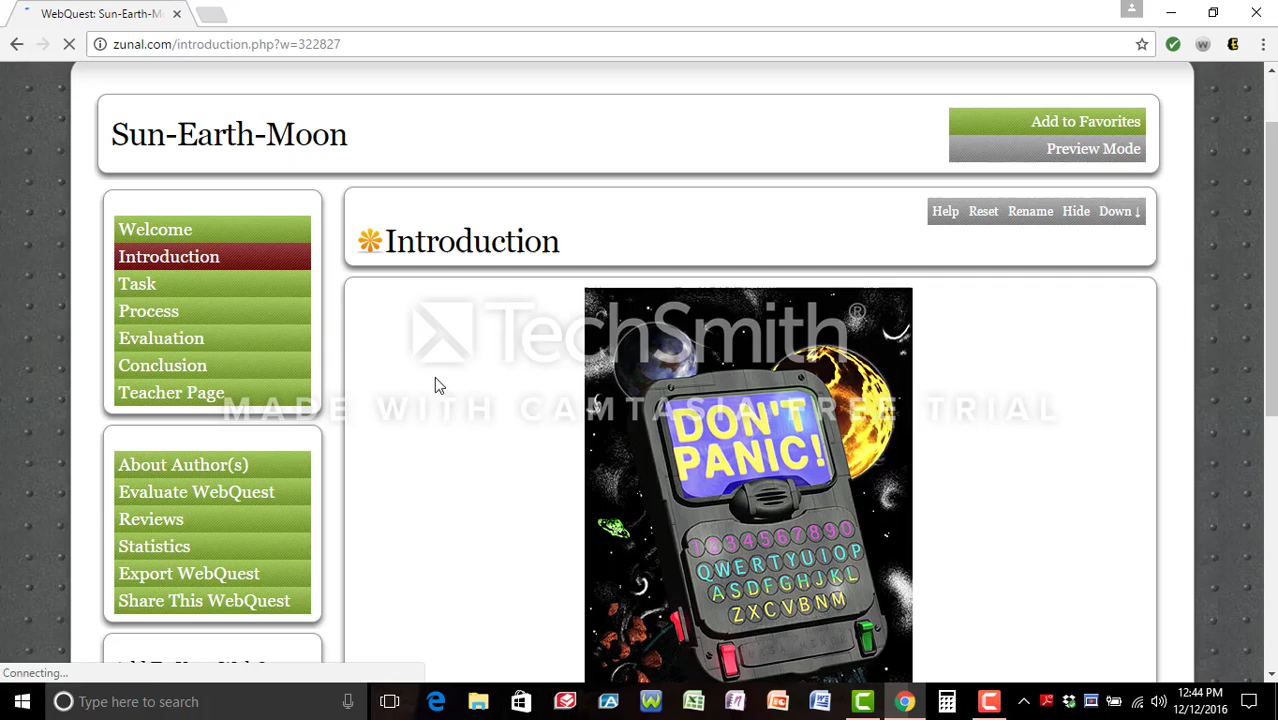 WebQuest: Sun-Earth-M
zunal.com/introduction.php?w=322827
Sun-Earth-Moon
Add to Favorites
Preview Mode
Welcome
Introduction
Task
Process
Evaluation
Conclusion
Teacher Page
Introduction
Help Reset Rename Hide Down ↓
TechSmith®
MADE WITH CAMTASIA FREE TRIAL
DON'T
PANIC!
1234567890
QWERTYUIOP
ASDFGHJKL
ZXCVBNM
About Author(s)
Evaluate WebQuest
Reviews
Statistics
Export WebQuest
Share This WebQuest
Connecting...
Type here to search
12:44 PM
12/12/2016